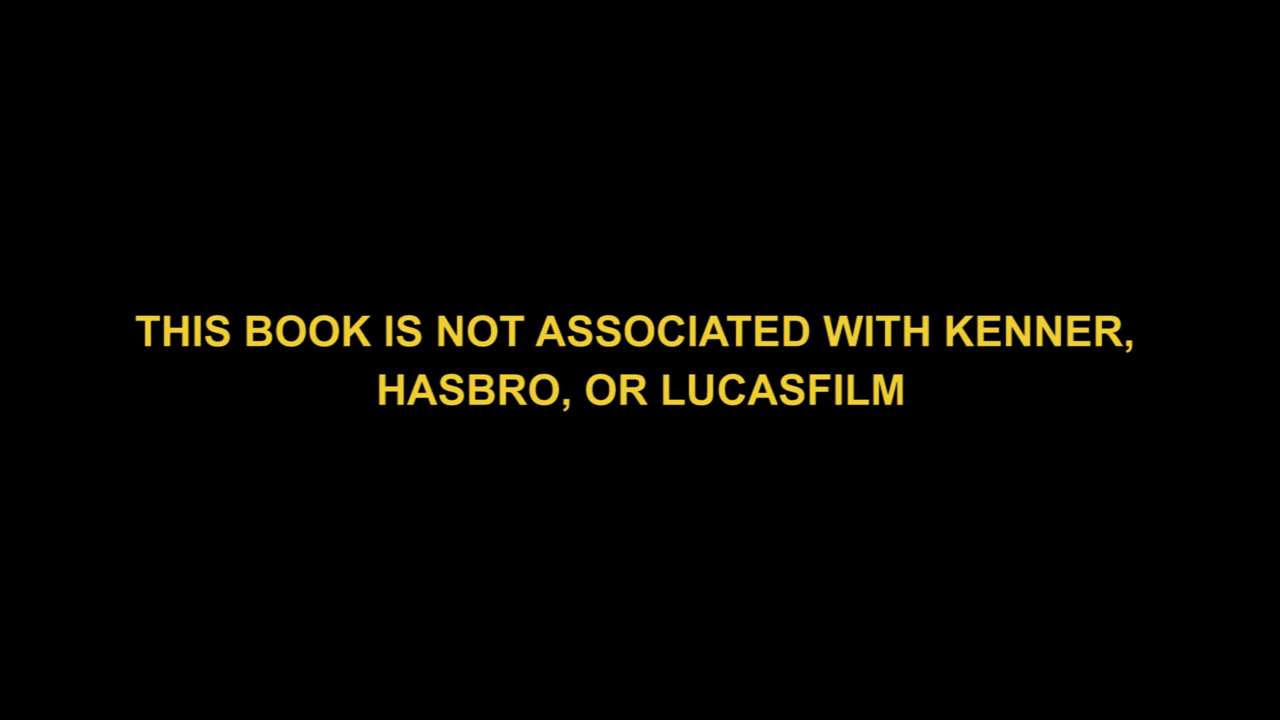 THIS BOOK IS NOT ASSOCIATED WITH KENNER,
HASBRO, OR LUCASFILM